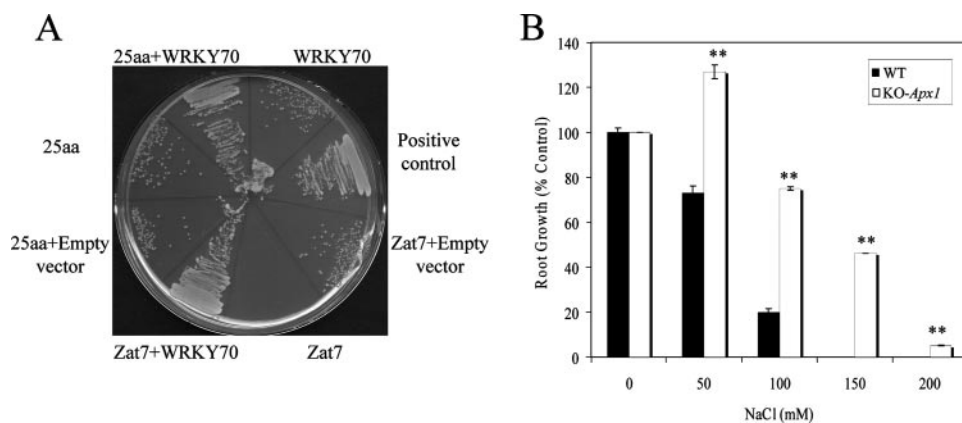 A
25aa+WRKY70
WRKY70
25aa
Positive
control
25aa+Empty
vector
Zat7+Empty
vector
Zat7+WRKY70
Zat7
B
Root Growth (% Control)
140
120
100
80
60
40
20
0
**
**
**
**
WT
KO-Apx1
0
50
100
150
200
NaCl (mM)